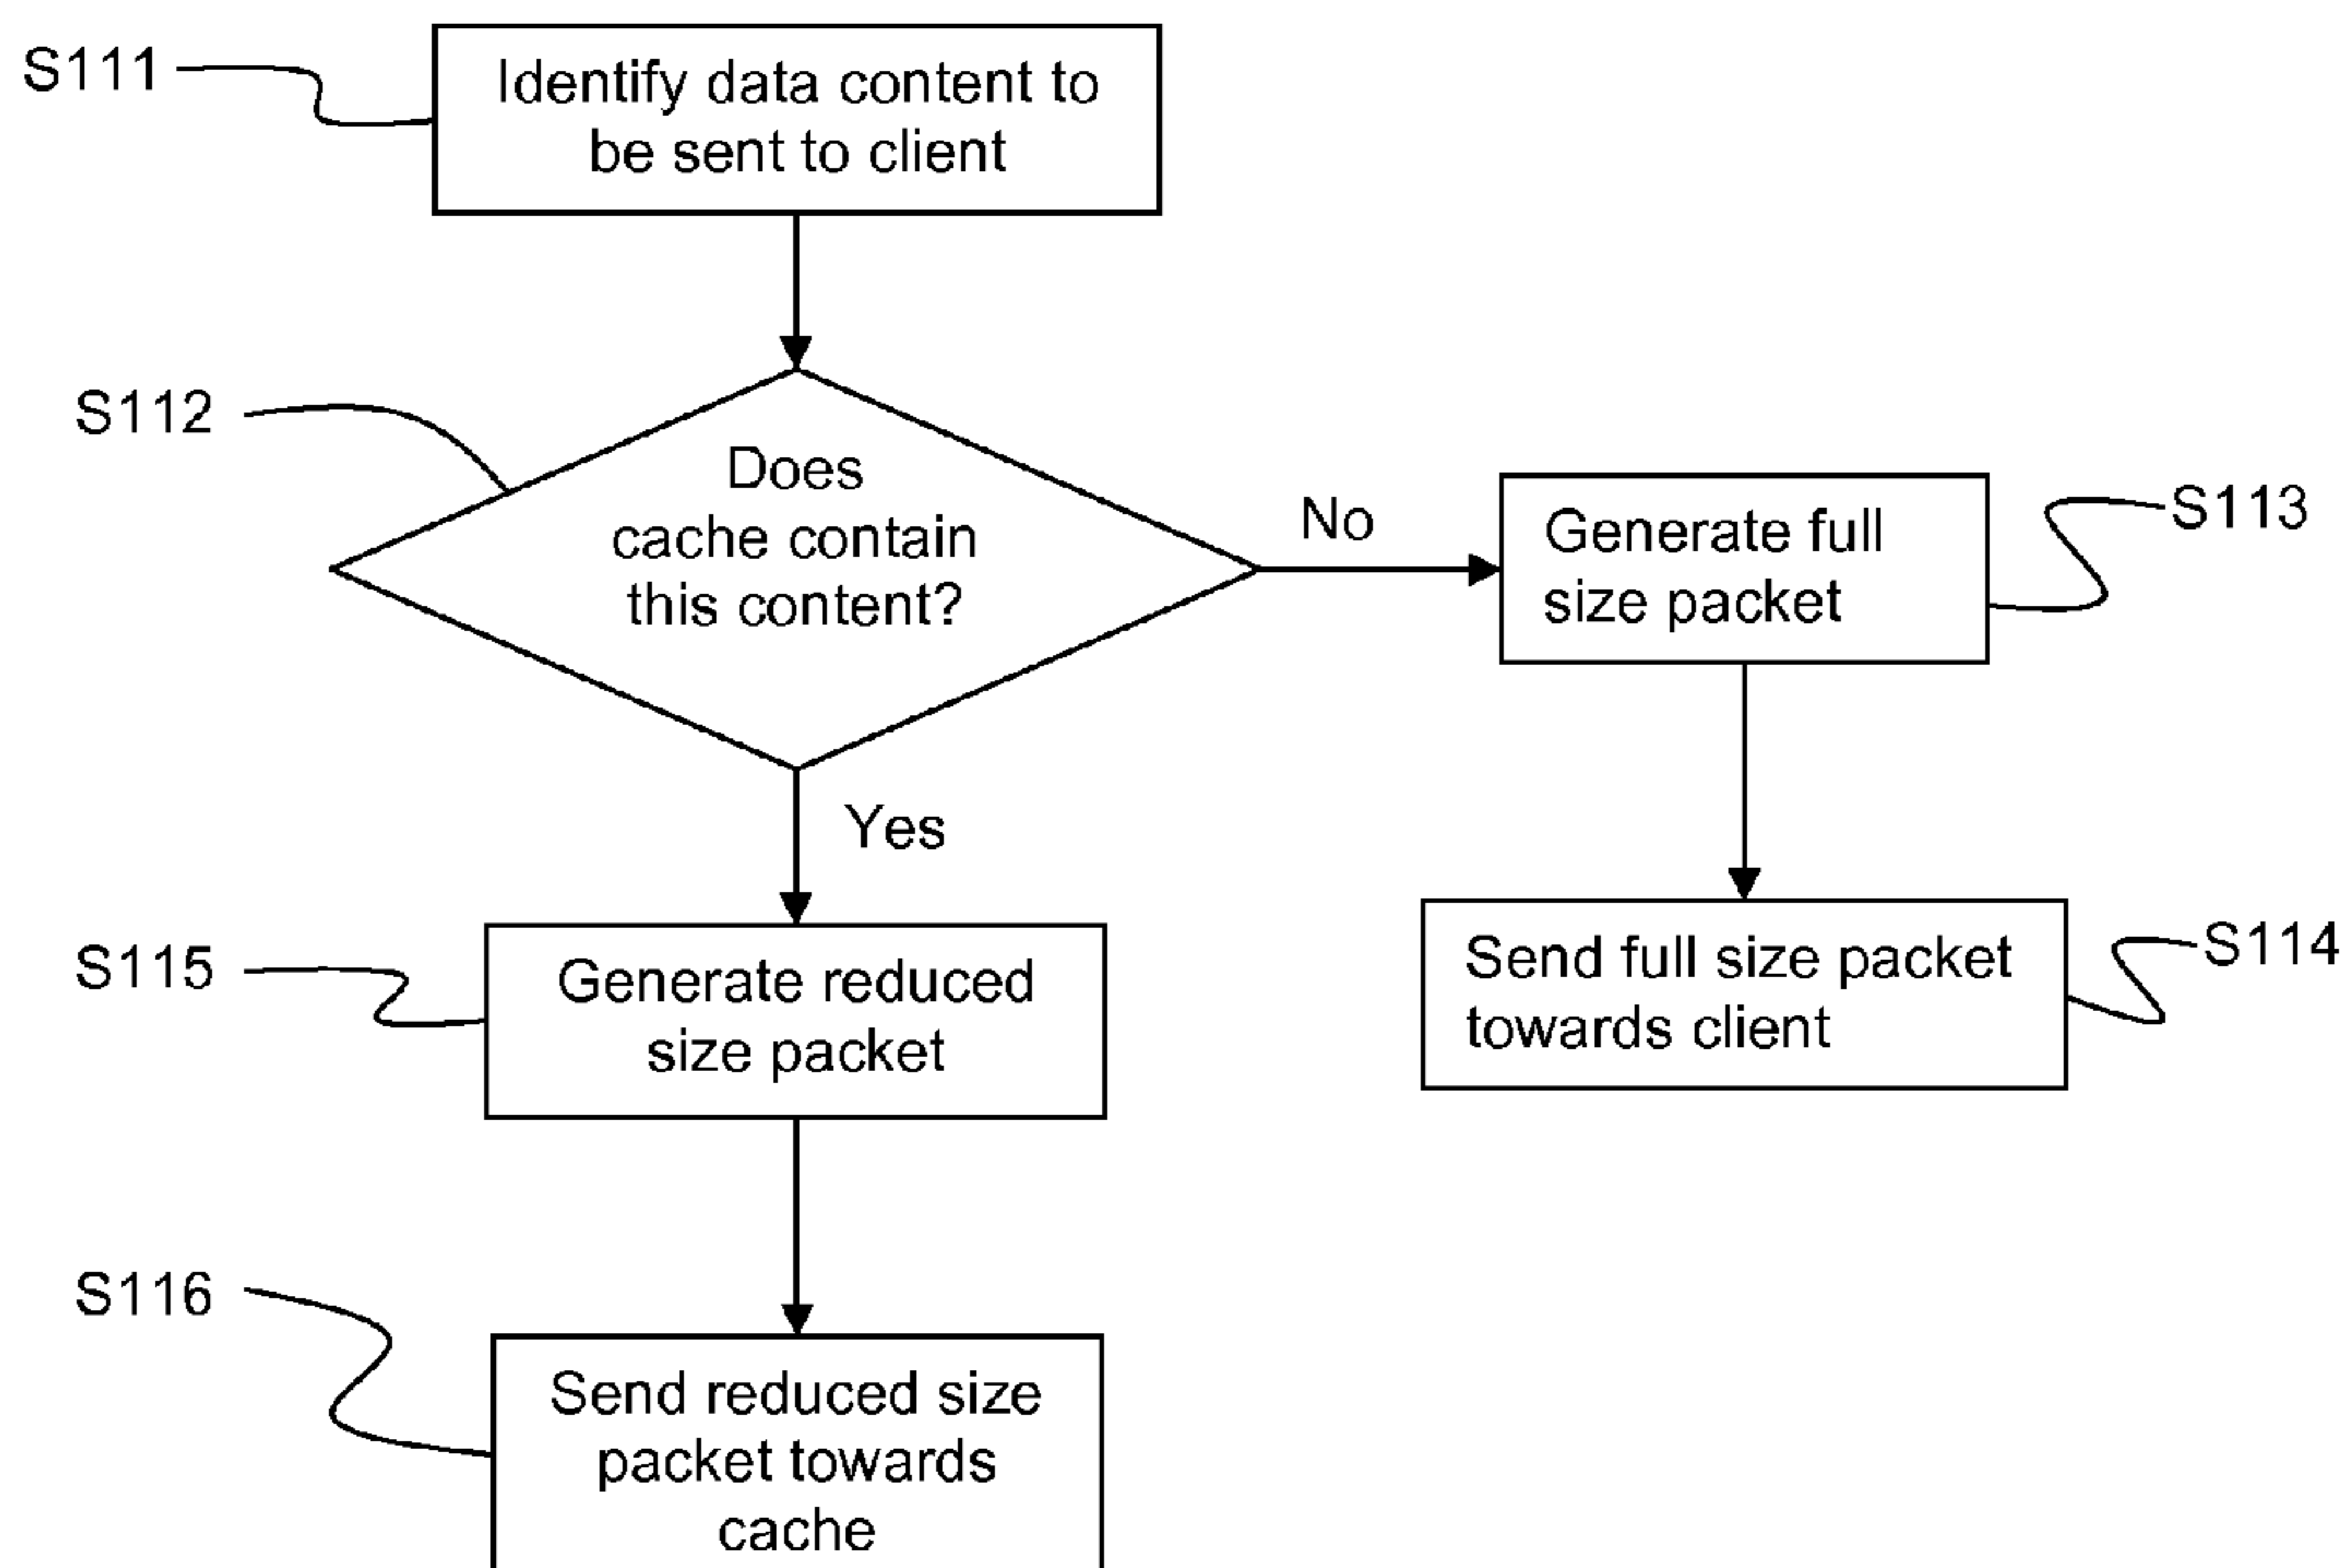 S111
Identify data content to
be sent to client
S112
Does
cache contain
this content?
No
Generate full
size packet
S113
Yes
S115
Generate reduced
size packet
Send full size packet
towards client
S114
S116
Send reduced size
packet towards
cache